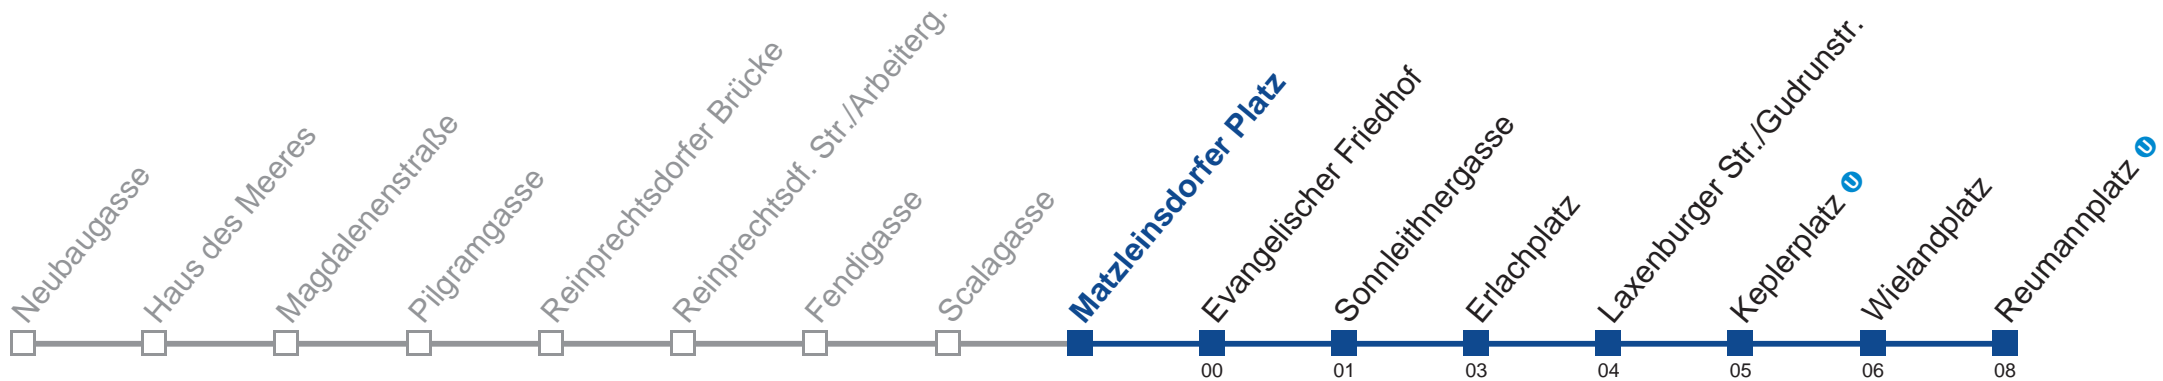 Neubaugasse
Haus des Meeres
Magdalenenstraße
Pilgramgasse
Reinprechtsdorfer Brücke
Reinprechtsdf. Str./Arbeiterg.
Fendigasse
Scalagasse
Matzleinsdorfer Platz
Evangelischer Friedhof
Sonnleithnergasse
Erlachplatz
Laxenburger Str./Gudrunstr.
Keplerplatz U
Wielandplatz
Reumannplatz U
00 01 03 04 05 06 08